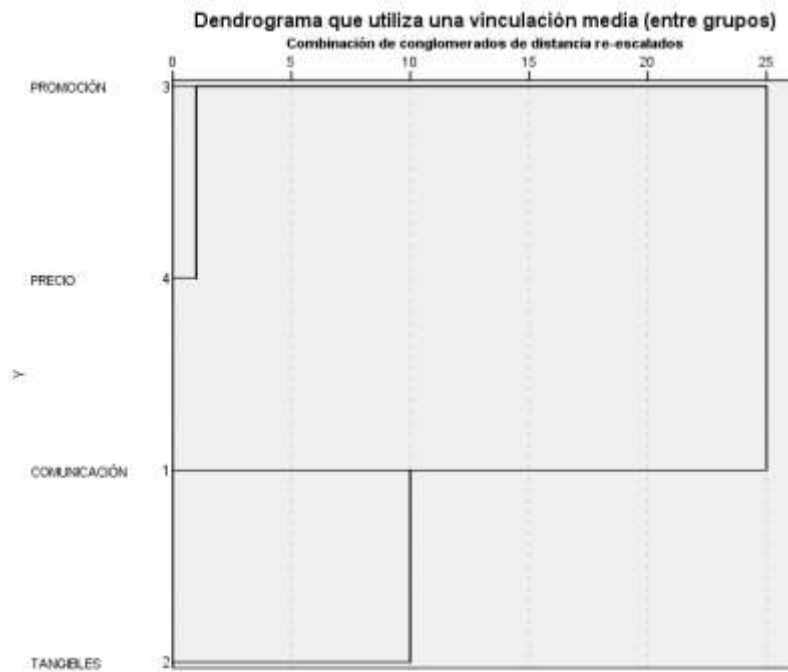 Dendrograma que utiliza una vinculación media (entre grupos)
Combinación de conglomerados de distancia re-escalados
0 5 10 15 20 25
PROMOCIÓN 3
PRECIO 4
Y
COMUNICACIÓN 1
TANGIBLES 2